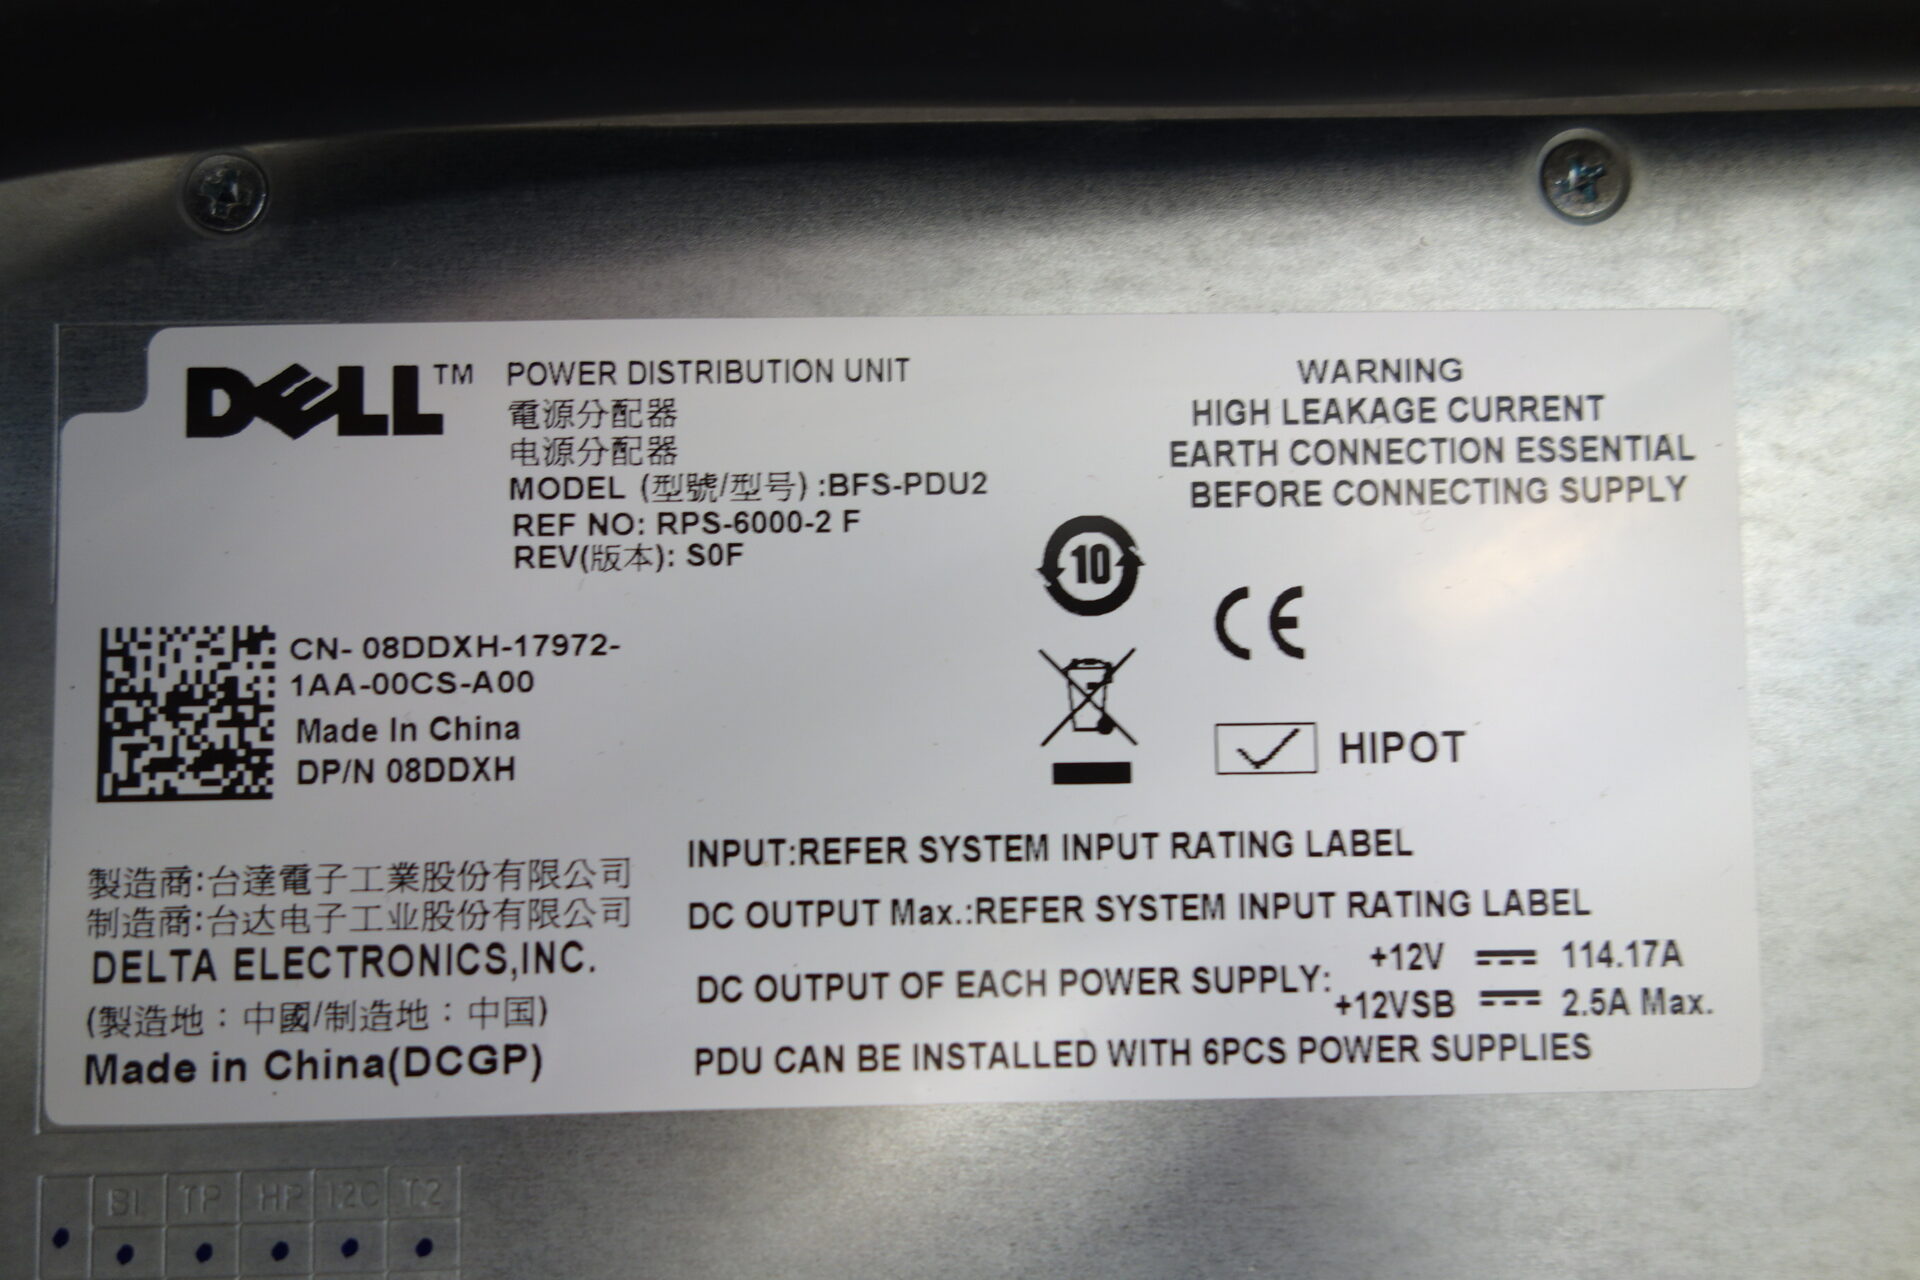 DELL™
POWER DISTRIBUTION UNIT
電源分配器
电源分配器
MODEL (型號/型号) :BFS-PDU2
REF NO: RPS-6000-2 F
REV(版本): S0F
WARNING
HIGH LEAKAGE CURRENT
EARTH CONNECTION ESSENTIAL
BEFORE CONNECTING SUPPLY
10
CE
CN- 08DDXH-17972-
1AA-00CS-A00
Made In China
DP/N 08DDXH
HIPOT
製造商:台達電子工業股份有限公司
制造商:台达电子工业股份有限公司
DELTA ELECTRONICS,INC.
(製造地：中國/制造地：中国)
Made in China(DCGP)
INPUT:REFER SYSTEM INPUT RATING LABEL
DC OUTPUT Max.:REFER SYSTEM INPUT RATING LABEL
DC OUTPUT OF EACH POWER SUPPLY: +12V ⎓ 114.17A
+12VSB ⎓ 2.5A Max.
PDU CAN BE INSTALLED WITH 6PCS POWER SUPPLIES
BI TP HP 12C T2